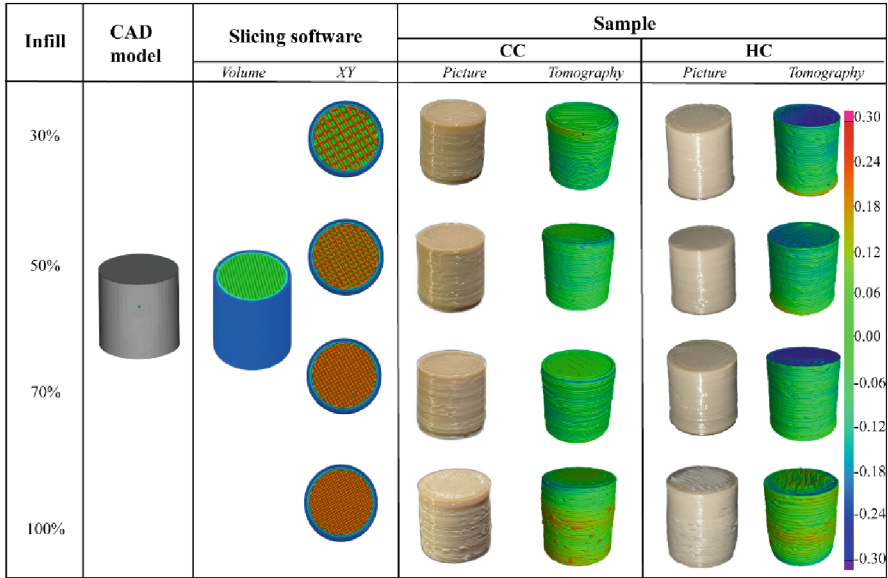 Infill
CAD
model
Slicing software
Sample
CC
HC
Volume
XY
Picture
Tomography
Picture
Tomography
30%
50%
70%
100%
0.30
0.24
0.18
0.12
0.06
0.00
-0.06
-0.12
-0.18
-0.24
-0.30